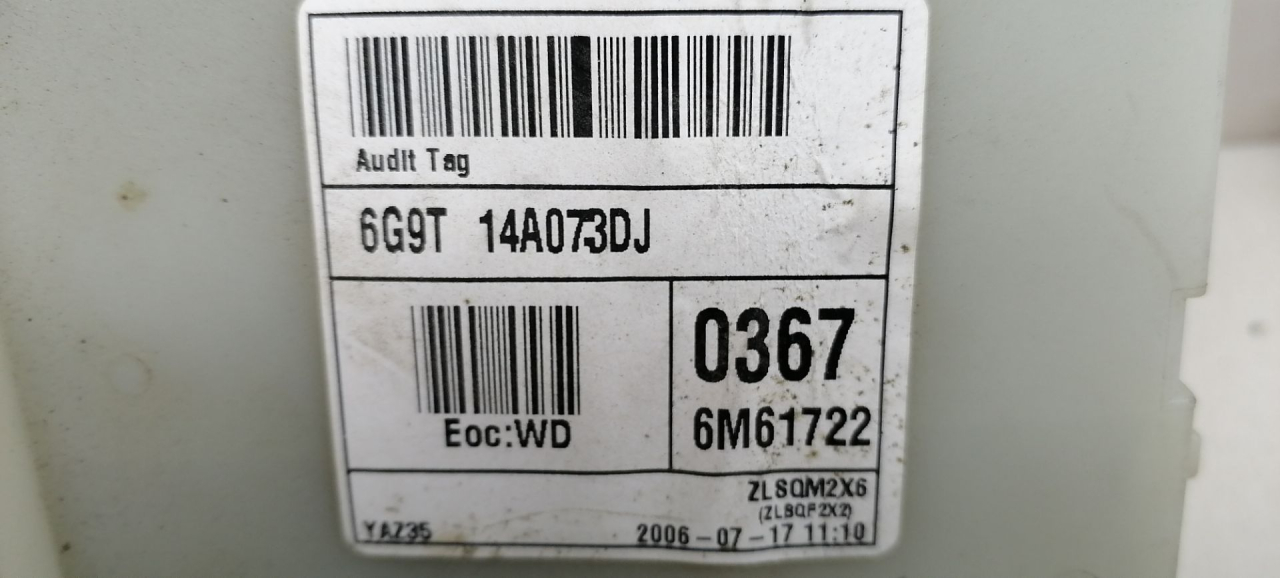 Audit Tag
6G9T 14A073DJ
0367
6M61722
Eoc:WD
ZLSQM2X6
(ZLSQF2X2)
YAZ35
2006-07-17 11:10